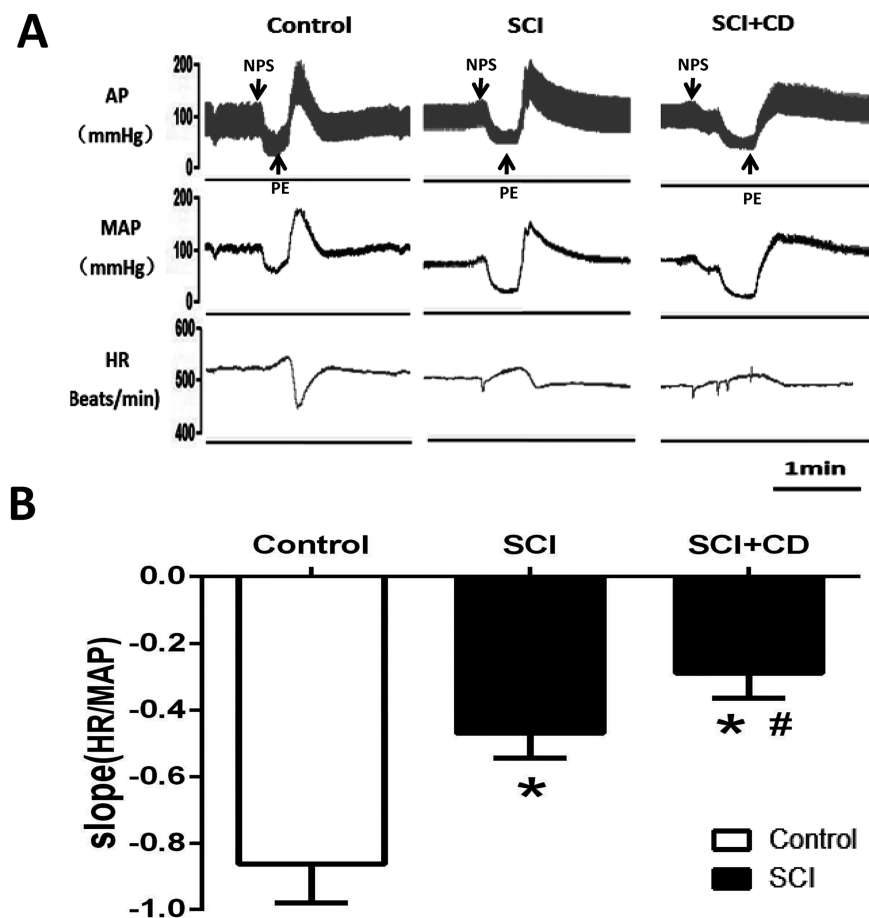 A
Control SCI SCI+CD
AP
(mmHg)
200
100
0
NPS NPS NPS
PE PE PE
MAP
(mmHg)
200
100
0
HR
Beats/min)
600
500
400
1min
B
Control SCI SCI+CD
slope(HR/MAP)
0.0
-0.2
-0.4
-0.6
-0.8
-1.0
*
* #
Control
SCI